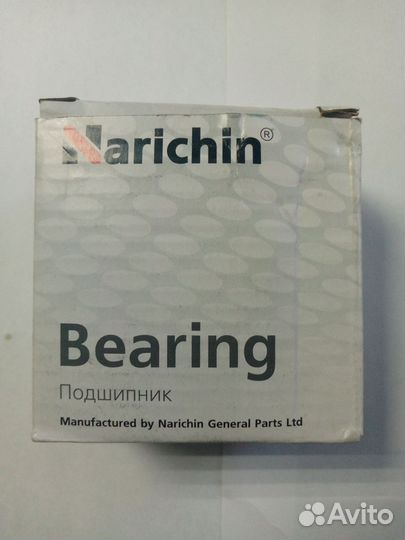 Narichin®
Bearing
Подшипник
Manufactured by Narichin General Parts Ltd
Avito